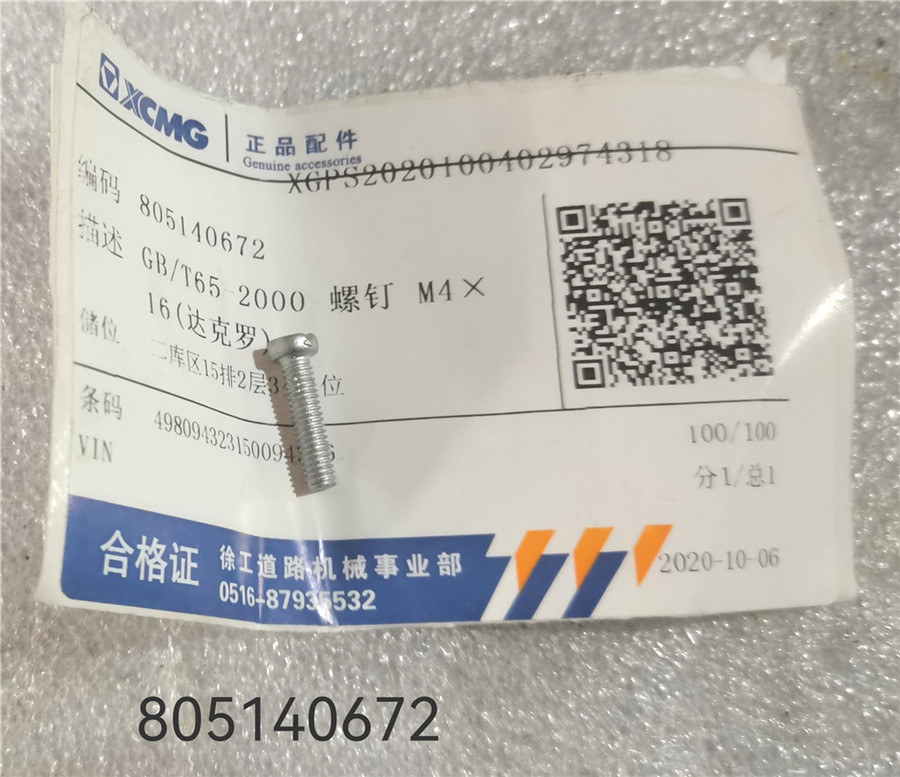 XCMG
正品配件
Genuine accessories
XGPS2020100402974318
编码 805140672
描述 GB/T65-2000 螺钉 M4×
16(达克罗)
储位 二库区15排2层3 位
条码 498094323150094
VIN
100/100
分1/总1
合格证 徐工道路机械事业部
0516-87935532
2020-10-06
805140672